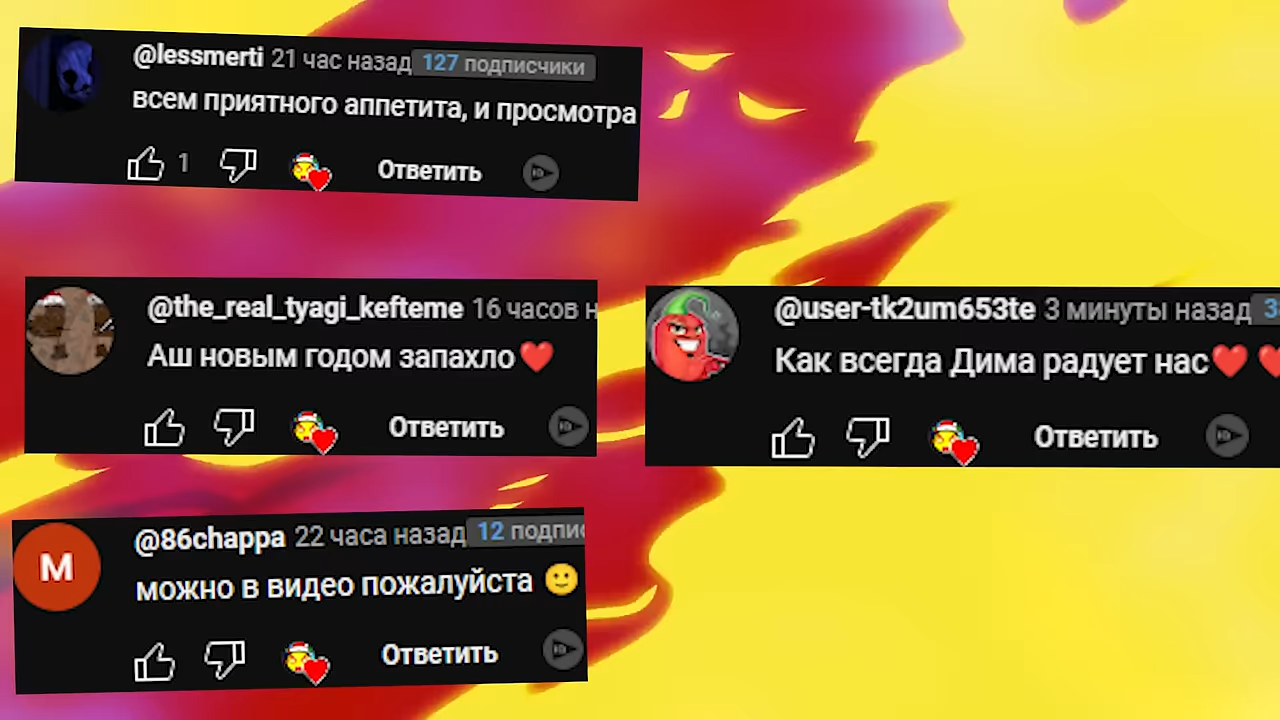 @lessmerti 21 час назад 127 подписчики
всем приятного аппетита, и просмотра
1 Ответить
@the_real_tyagi_kefteme 16 часов н
Аш новым годом запахло❤️
Ответить
@user-tk2um653te 3 минуты назад 3
Как всегда Дима радует нас❤️ ❤️
Ответить
@86chappa 22 часа назад 12 подпис
можно в видео пожалуйста 🙂
Ответить
M